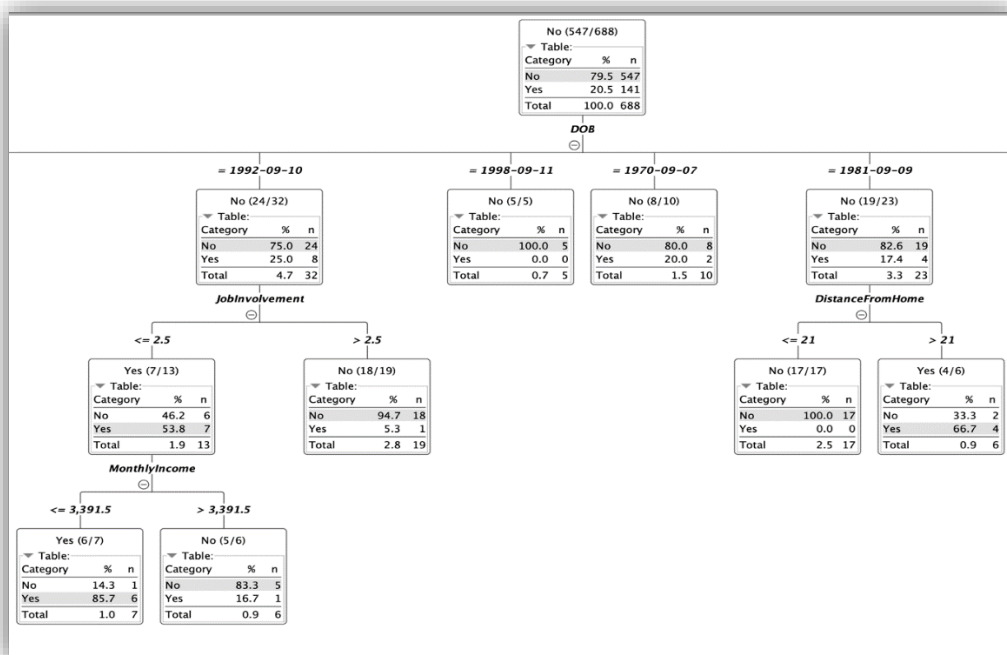 No (547/688)
Table:
Category % n
No 79.5 547
Yes 20.5 141
Total 100.0 688
DOB
= 1992-09-10
= 1998-09-11
= 1970-09-07
= 1981-09-09
No (24/32)
Table:
Category % n
No 75.0 24
Yes 25.0 8
Total 4.7 32
JobInvolvement
No (5/5)
Table:
Category % n
No 100.0 5
Yes 0.0 0
Total 0.7 5
No (8/10)
Table:
Category % n
No 80.0 8
Yes 20.0 2
Total 1.5 10
No (19/23)
Table:
Category % n
No 82.6 19
Yes 17.4 4
Total 3.3 23
DistanceFromHome
<= 2.5
> 2.5
<= 21
> 21
Yes (7/13)
Table:
Category % n
No 46.2 6
Yes 53.8 7
Total 1.9 13
MonthlyIncome
No (18/19)
Table:
Category % n
No 94.7 18
Yes 5.3 1
Total 2.8 19
No (17/17)
Table:
Category % n
No 100.0 17
Yes 0.0 0
Total 2.5 17
Yes (4/6)
Table:
Category % n
No 33.3 2
Yes 66.7 4
Total 0.9 6
<= 3,391.5
> 3,391.5
Yes (6/7)
Table:
Category % n
No 14.3 1
Yes 85.7 6
Total 1.0 7
No (5/6)
Table:
Category % n
No 83.3 5
Yes 16.7 1
Total 0.9 6